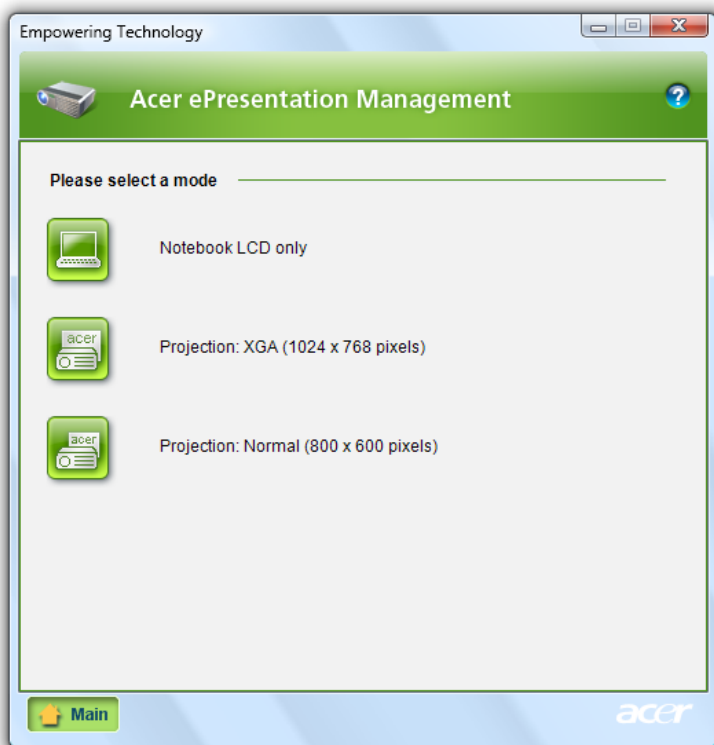 Empowering Technology
Acer ePresentation Management
?
Please select a mode
Notebook LCD only
acer
Projection: XGA (1024 x 768 pixels)
acer
Projection: Normal (800 x 600 pixels)
Main
acer